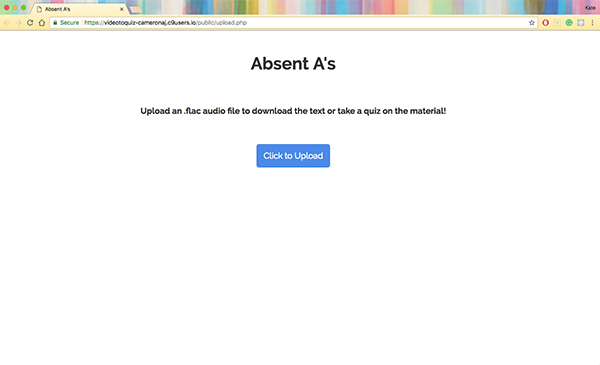 Absent A's
Kate
Secure
https://videotoquiz-cameronaj.c9users.io/public/upload.php
Absent A's
Upload an .flac audio file to download the text or take a quiz on the material!
Click to Upload